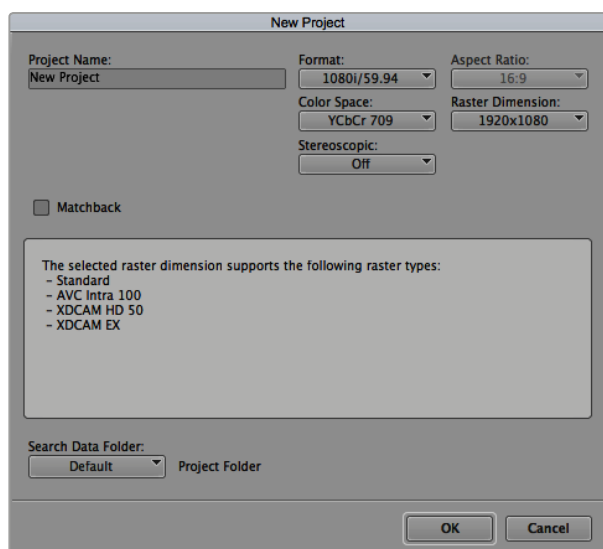 New Project
Project Name:
New Project
Format:
1080i/59.94
Aspect Ratio:
16:9
Color Space:
YCbCr 709
Raster Dimension:
1920x1080
Stereoscopic:
Off
Matchback
The selected raster dimension supports the following raster types:
– Standard
– AVC Intra 100
– XDCAM HD 50
– XDCAM EX
Search Data Folder:
Default
Project Folder
OK
Cancel